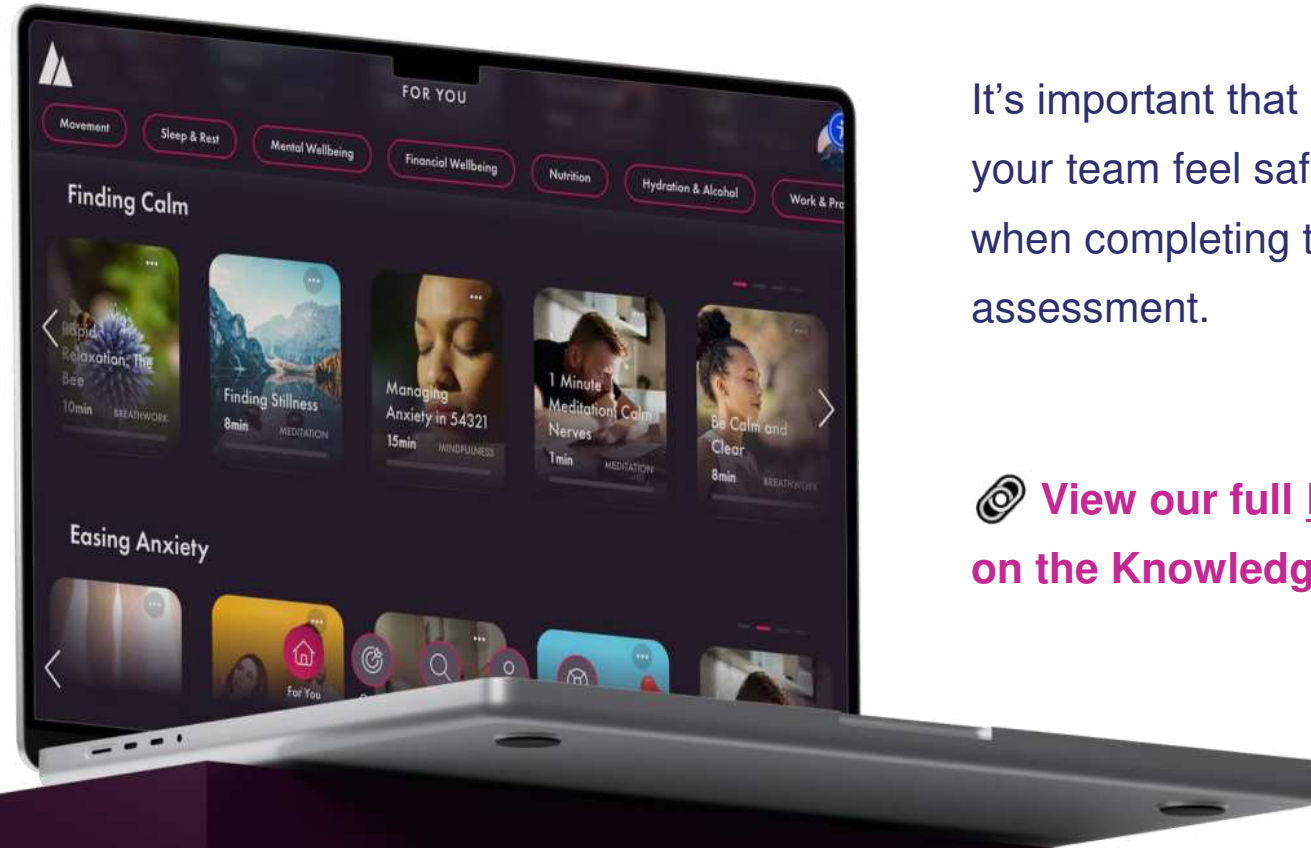 FOR YOU
Movement
Sleep & Rest
Mental Wellbeing
Financial Wellbeing
Nutrition
Hydration & Alcohol
Work & Pro
Finding Calm
Rapid
Relaxation; The
Bee
10min BREATHWORK
Finding Stillness
8min MEDITATION
Managing
Anxiety in 54321
15min MINDFULNESS
1 Minute
Meditation: Calm
Nerves
1min MEDITATION
Be Calm and
Clear
8min BREATHWORK
Easing Anxiety
For You
It's important that
your team feel saf
when completing t
assessment.
View our full
on the Knowledg